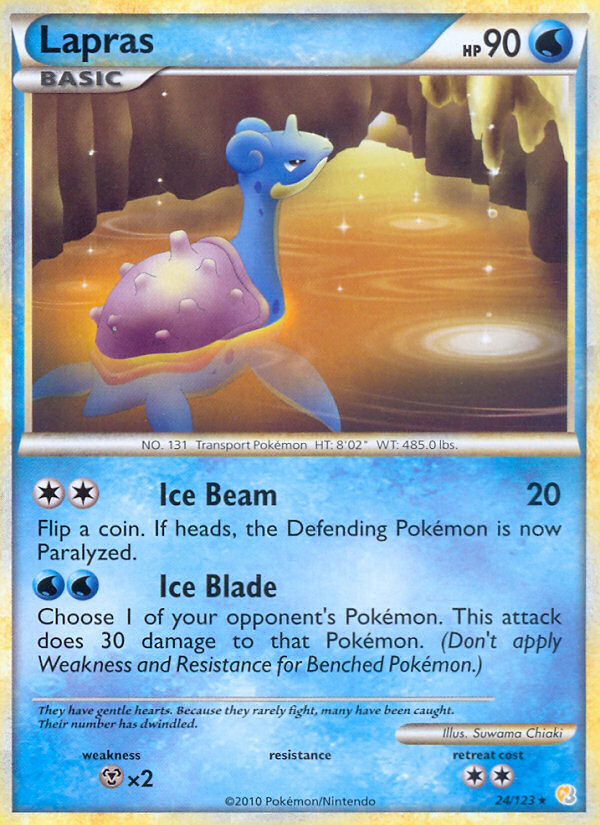 Lapras
HP 90
BASIC
NO. 131 Transport Pokémon HT: 8'02" WT: 485.0 lbs.
Ice Beam 20
Flip a coin. If heads, the Defending Pokémon is now
Paralyzed.
Ice Blade
Choose 1 of your opponent's Pokémon. This attack
does 30 damage to that Pokémon. (Don't apply
Weakness and Resistance for Benched Pokémon.)
They have gentle hearts. Because they rarely fight, many have been caught.
Their number has dwindled.
Illus. Suwama Chiaki
weakness resistance retreat cost
×2
©2010 Pokémon/Nintendo 24/123 ★